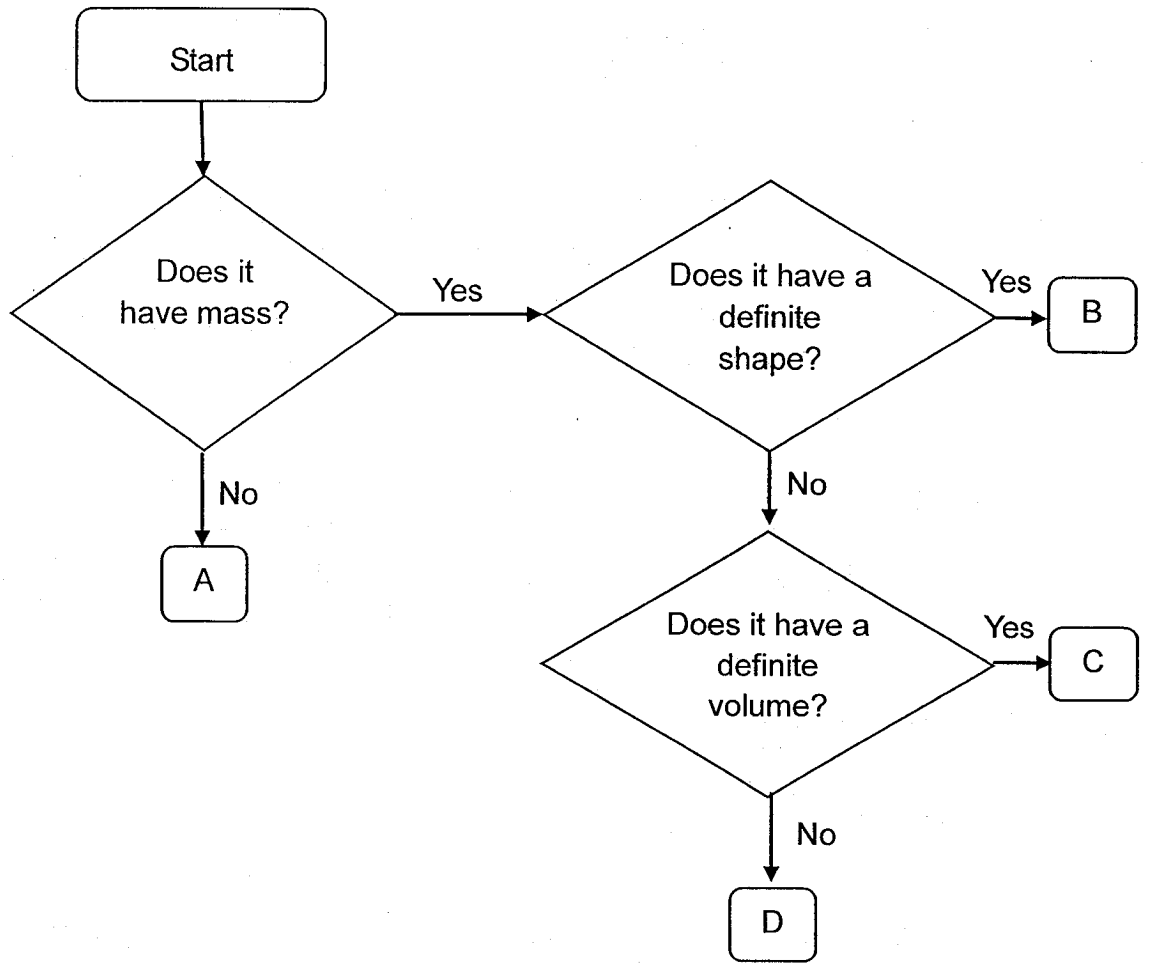 Start
Does it
have mass?
Yes
Does it have a
definite
shape?
Yes
B
No
A
No
Does it have a
definite
volume?
Yes
C
No
D